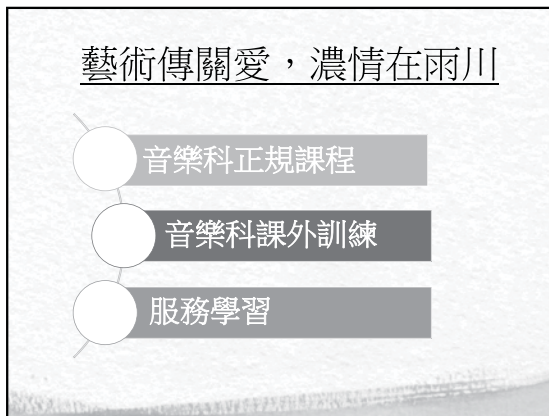 藝術傳關愛，濃情在雨川
音樂科正規課程
音樂科課外訓練
服務學習